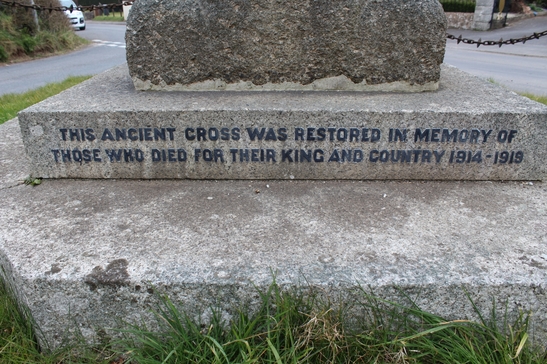 THIS ANCIENT CROSS WAS RESTORED IN MEMORY OF
THOSE WHO DIED FOR THEIR KING AND COUNTRY 1914-1919